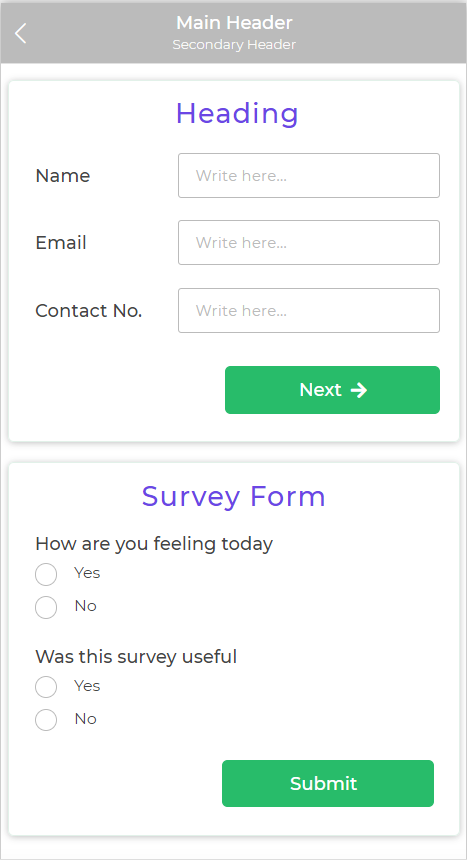 Main Header
Secondary Header
Heading
Name Write here...
Email Write here...
Contact No. Write here...
Next
Survey Form
How are you feeling today
Yes
No
Was this survey useful
Yes
No
Submit